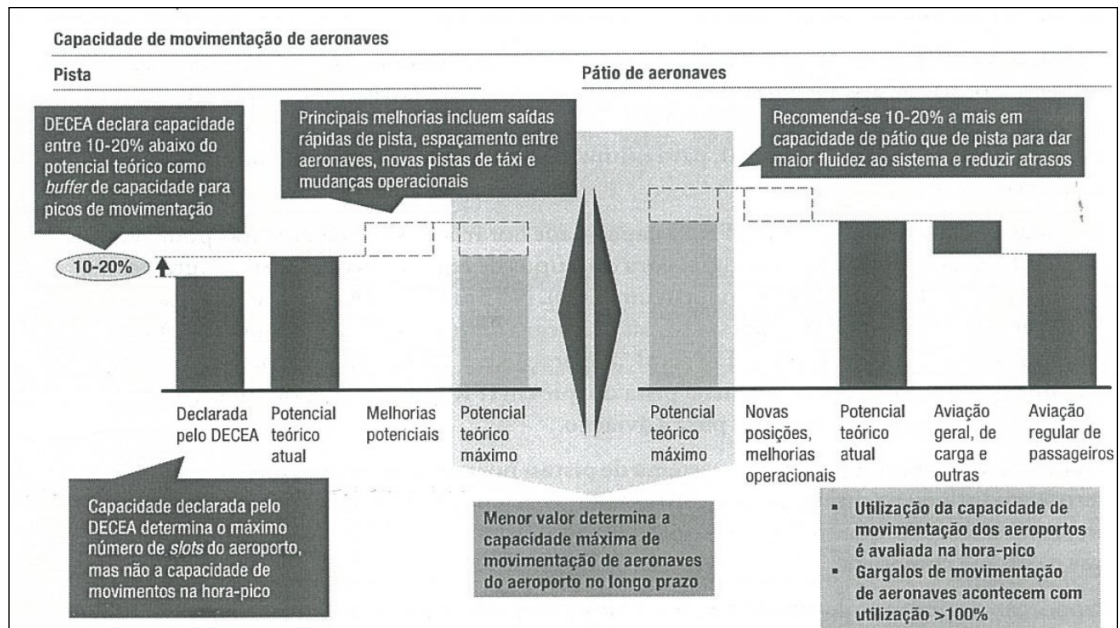 Capacidade de movimentação de aeronaves
Pista
Pátio de aeronaves
DECEA declara capacidade
entre 10-20% abaixo do
potencial teórico como
buffer de capacidade para
picos de movimentação
Principais melhorias incluem saídas
rápidas de pista, espaçamento entre
aeronaves, novas pistas de táxi e
mudanças operacionais
Recomenda-se 10-20% a mais em
capacidade de pátio que de pista para dar
maior fluidez ao sistema e reduzir atrasos
10-20%
Declarada
pelo DECEA
Potencial
teórico
atual
Melhorias
potenciais
Potencial
teórico
máximo
Potencial
teórico
máximo
Novas
posições,
melhorias
operacionais
Potencial
teórico
atual
Aviação
geral, de
carga e
outras
Aviação
regular de
passageiros
Capacidade declarada pelo
DECEA determina o máximo
número de slots do aeroporto,
mas não a capacidade de
movimentos na hora-pico
Menor valor determina a
capacidade máxima de
movimentação de aeronaves
do aeroporto no longo prazo
▪ Utilização da capacidade de
movimentação dos aeroportos
é avaliada na hora-pico
▪ Gargalos de movimentação
de aeronaves acontecem com
utilização >100%